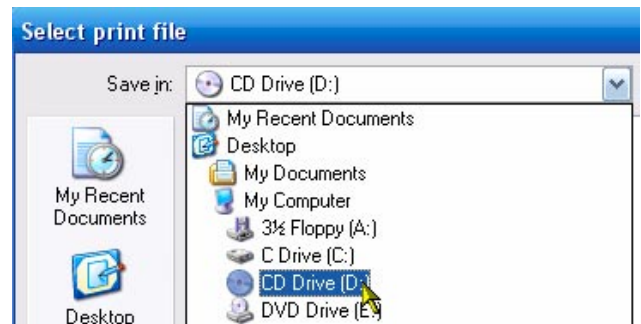 Select print file
Save in: CD Drive (D:)
My Recent Documents
Desktop
My Documents
My Computer
3½ Floppy (A:)
C Drive (C:)
CD Drive (D:)
DVD Drive (E:)
My Recent
Documents
Desktop